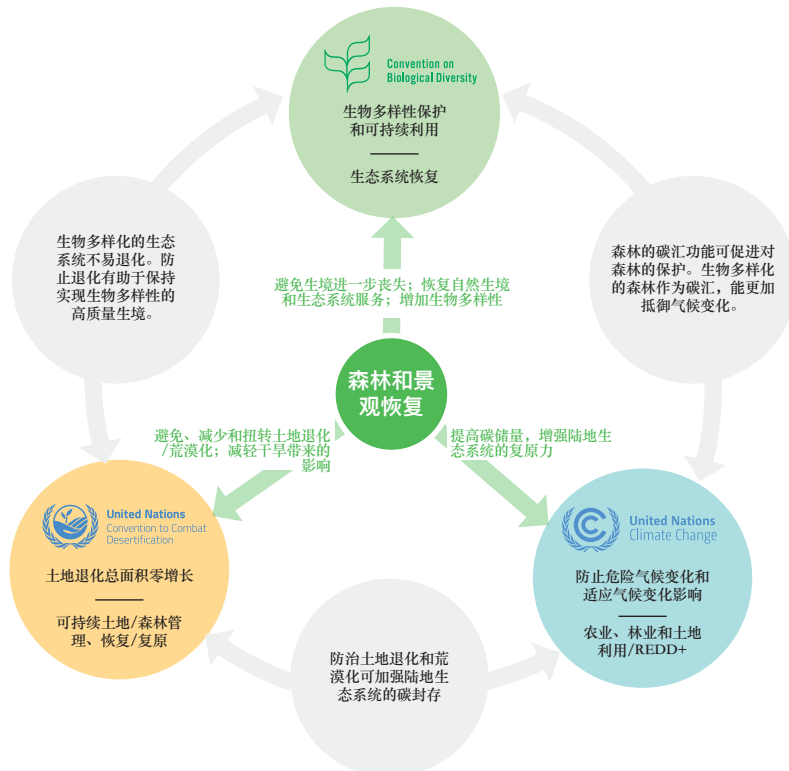 Convention on
Biological Diversity
生物多样性保护
和可持续利用
生态系统恢复
生物多样化的生态
系统不易退化。防
止退化有助于保持
实现生物多样性的
高质量生境。
森林的碳汇功能可促进对
森林的保护。生物多样化
的森林作为碳汇，能更加
抵御气候变化。
避免生境进一步丧失；恢复自然生境
和生态系统服务；增加生物多样性
森林和景
观恢复
避免、减少和扭转土地退化
/荒漠化；减轻干旱带来的
影响
提高碳储量，增强陆地生
态系统的复原力
United Nations
Convention to Combat
Desertification
土地退化总面积零增长
可持续土地/森林管
理、恢复/复原
United Nations
Climate Change
防止危险气候变化和
适应气候变化影响
农业、林业和土地
利用/REDD+
防治土地退化和荒
漠化可加强陆地生
态系统的碳封存